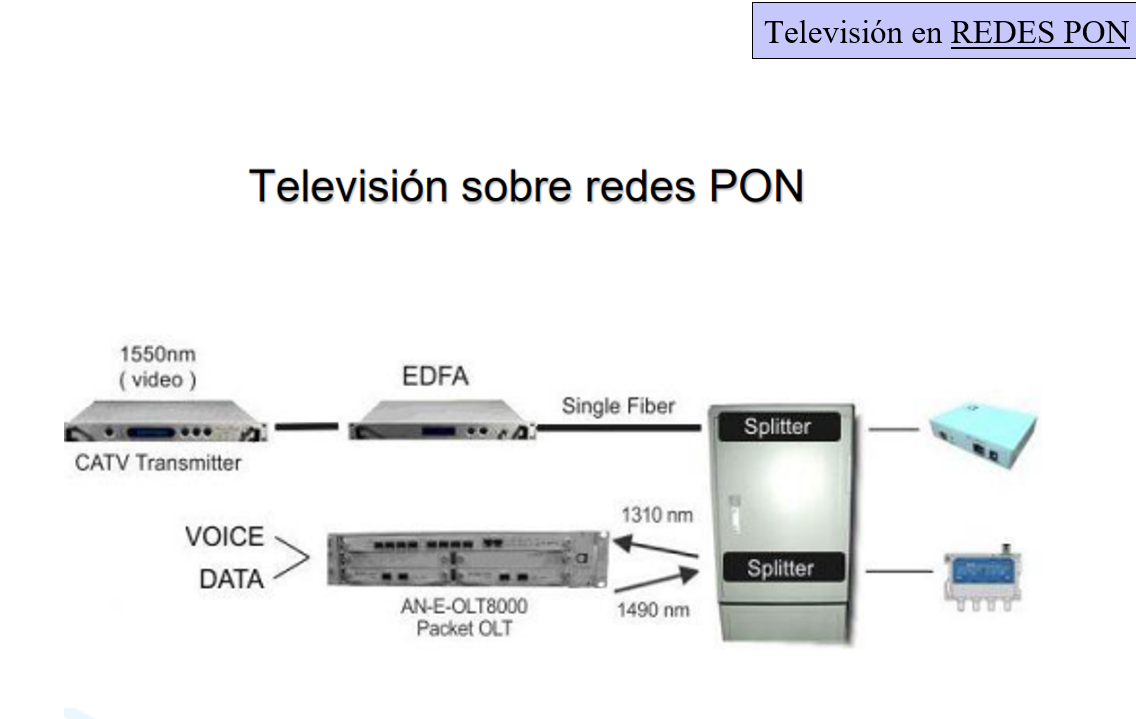 Televisión en REDES PON
Televisión sobre redes PON
1550nm
( video )
EDFA
Single Fiber
Splitter
CATV Transmitter
VOICE
DATA
1310 nm
Splitter
1490 nm
AN-E-OLT8000
Packet OLT